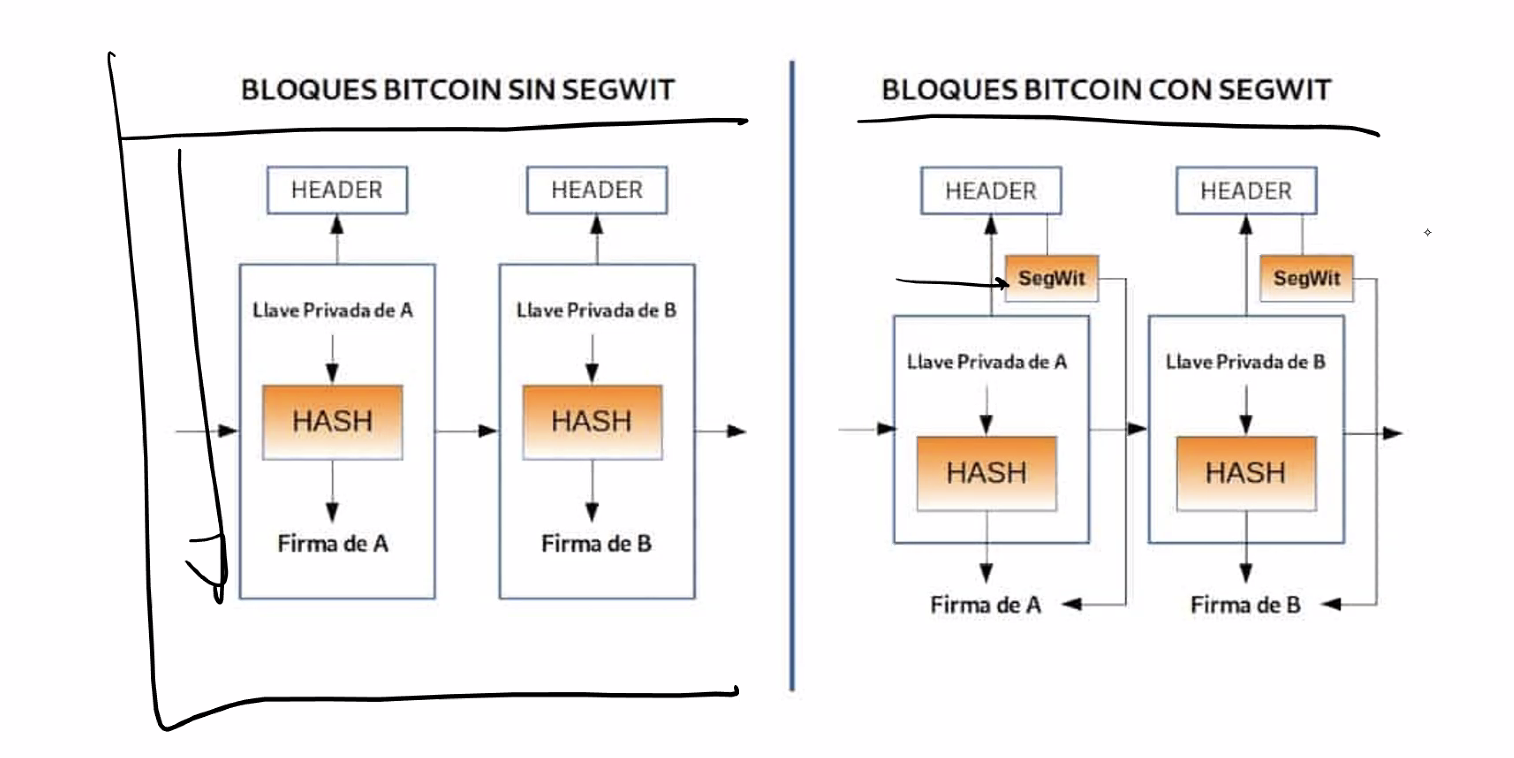 BLOQUES BITCOIN SIN SEGWIT
HEADER
HEADER
Llave Privada de A
Llave Privada de B
HASH
HASH
Firma de A
Firma de B
BLOQUES BITCOIN CON SEGWIT
HEADER
HEADER
SegWit
SegWit
Llave Privada de A
Llave Privada de B
HASH
HASH
Firma de A
Firma de B